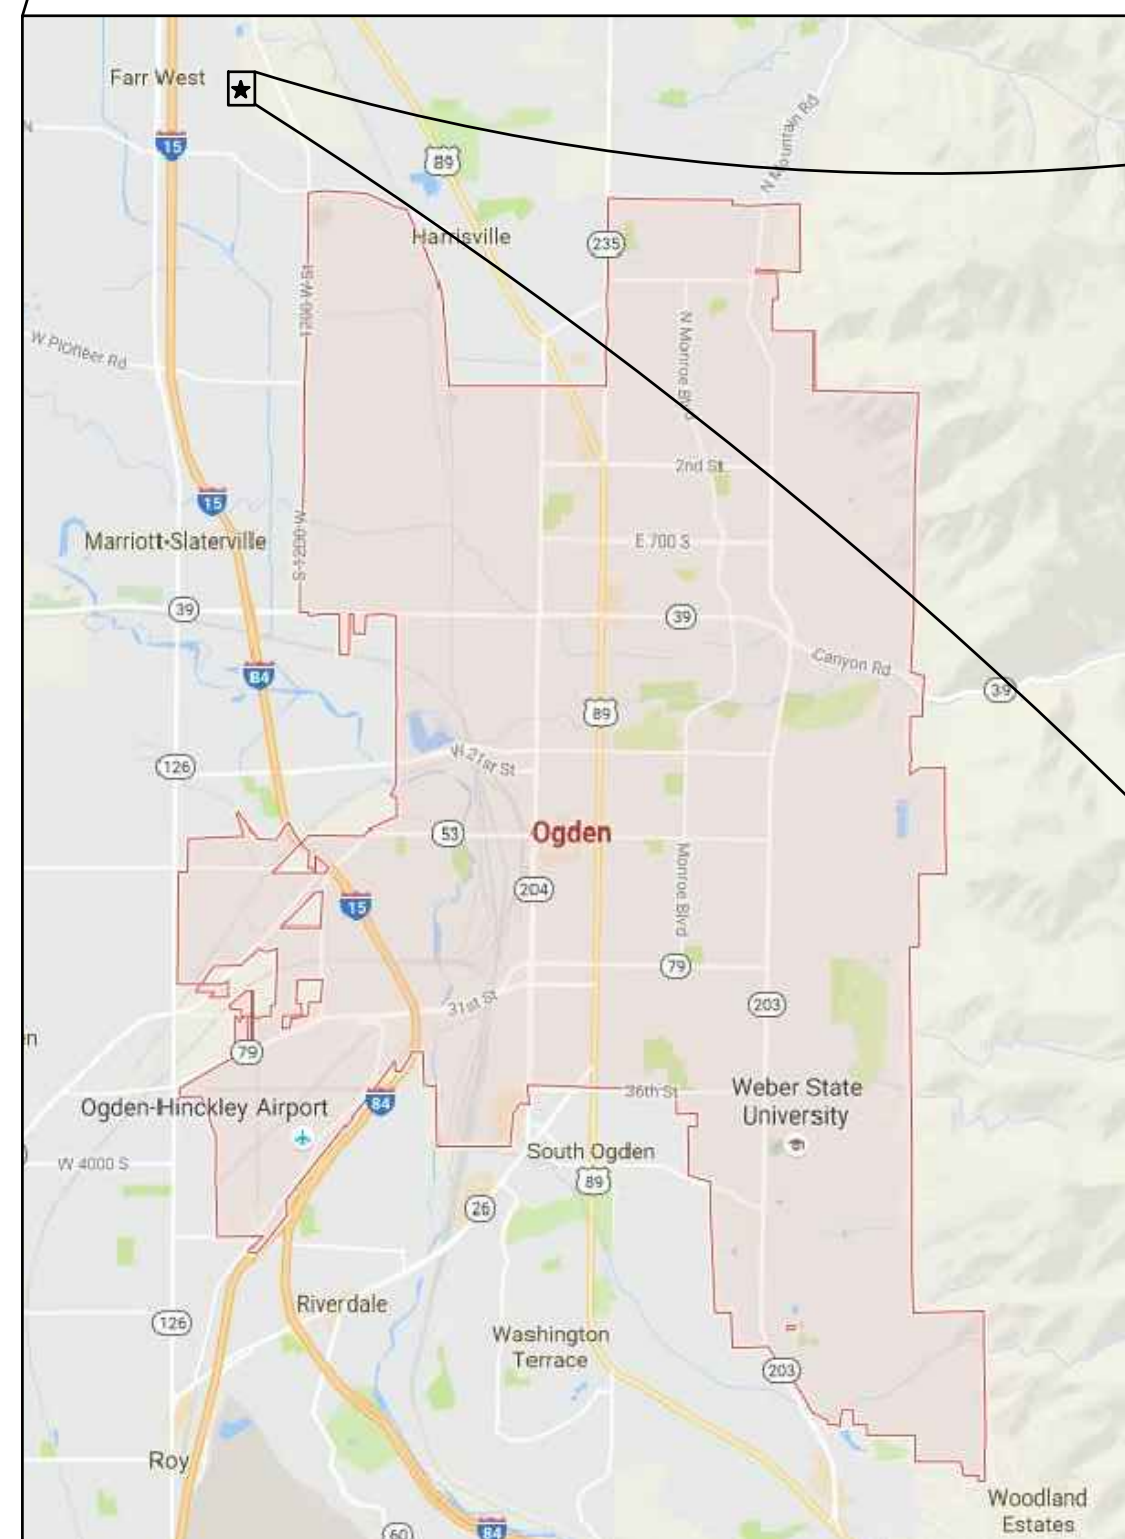 Farr West
15
89
N Mountain Rd
Harrisville
235
1200 W St
W Pioneer Rd
N Monroe Blvd
2nd St
15
S 1200 W
Marriott-Slaterville
E 700 S
39
39
Canyon Rd
84
39
89
W 21st St
126
53
Ogden
204
Monroe Blvd
15
79
31st St
203
79
36th St
Weber State
University
Ogden-Hinckley Airport
84
South Ogden
W 4000 S
89
26
Riverdale
126
Washington
Terrace
203
Roy
Woodland
Estates
84
60